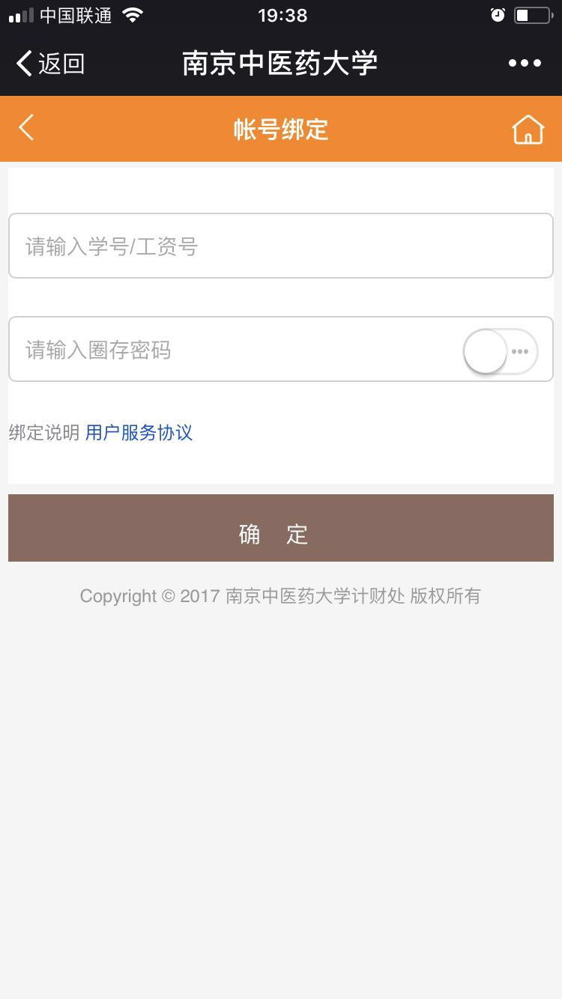 中国联通 19:38
返回 南京中医药大学
帐号绑定
请输入学号/工资号
请输入圈存密码
绑定说明 用户服务协议
确 定
Copyright © 2017 南京中医药大学计财处 版权所有